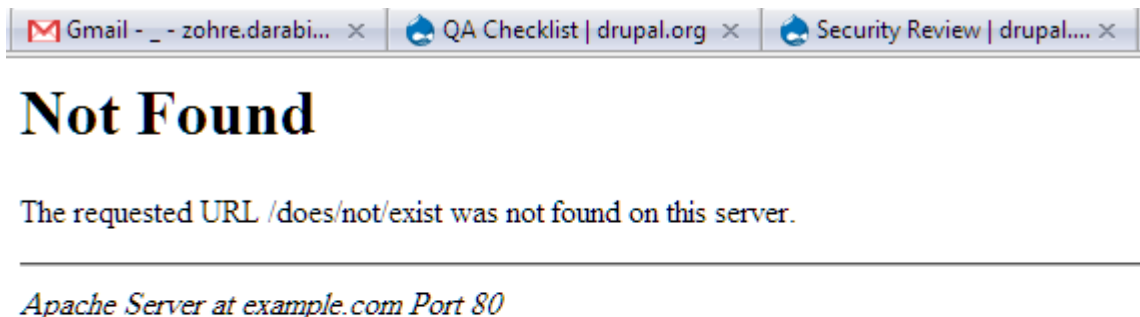 Gmail - _ - zohre.darabi... × QA Checklist | drupal.org × Security Review | drupal.... ×
Not Found
The requested URL /does/not/exist was not found on this server.
Apache Server at example.com Port 80